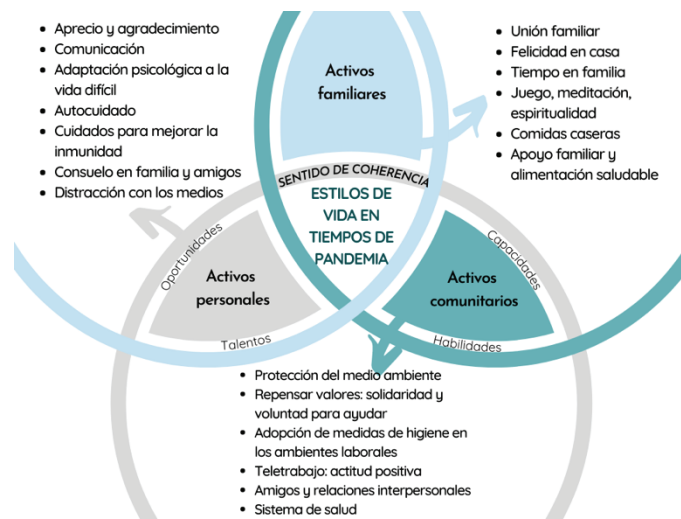 • Aprecio y agradecimiento
• Comunicación
• Adaptación psicológica a la
vida difícil
• Autocuidado
• Cuidados para mejorar la
inmunidad
• Consuelo en familia y amigos
• Distracción con los medios
Activos
familiares
• Unión familiar
• Felicidad en casa
• Tiempo en familia
• Juego, meditación,
espiritualidad
• Comidas caseras
• Apoyo familiar y
alimentación saludable
SENTIDO DE COHERENCIA
ESTILOS DE
VIDA EN
TIEMPOS DE
PANDEMIA
Oportunidades
Activos
personales
Talentos
Capacidades
Activos
comunitarios
Habilidades
• Protección del medio ambiente
• Repensar valores: solidaridad y
voluntad para ayudar
• Adopción de medidas de higiene en
los ambientes laborales
• Teletrabajo: actitud positiva
• Amigos y relaciones interpersonales
• Sistema de salud